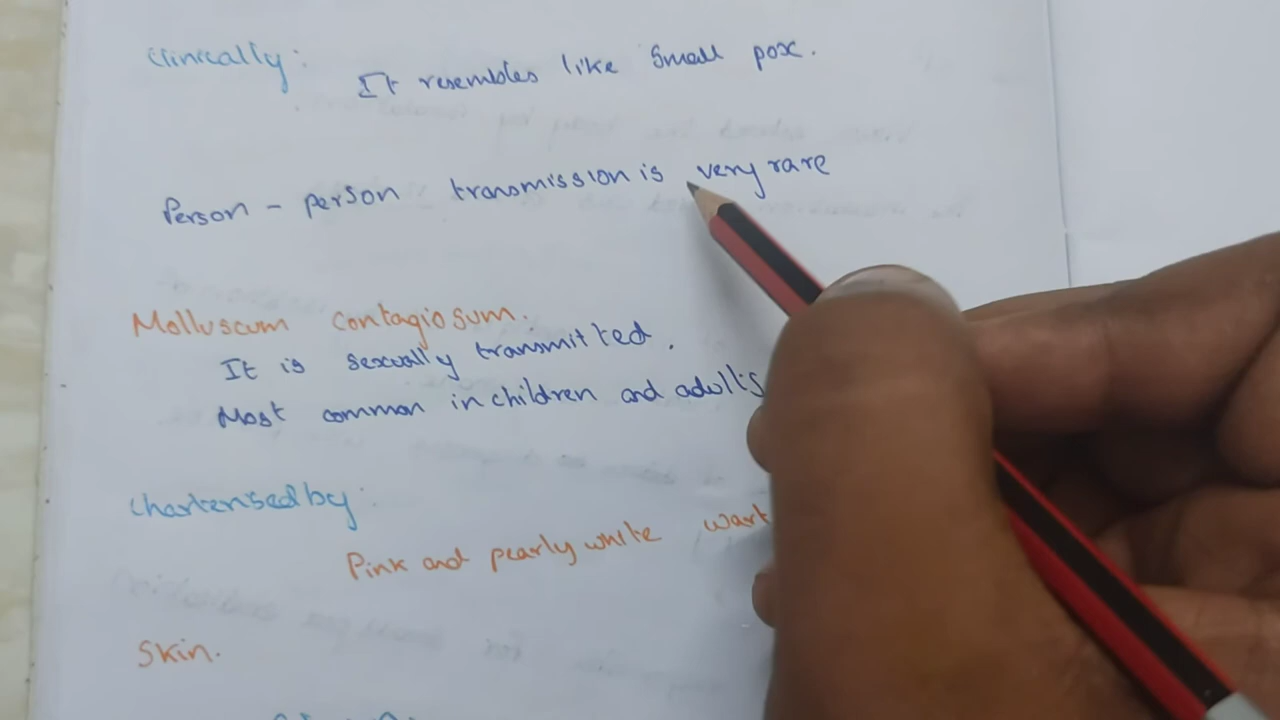 Clinically:
It resembles like Small pox.
Person - person transmission is very rare
Molluscum contagiosum.
It is sexually transmitted.
Most common in children and adults
Chartensed by:
Pink and pearly white wart
Skin.